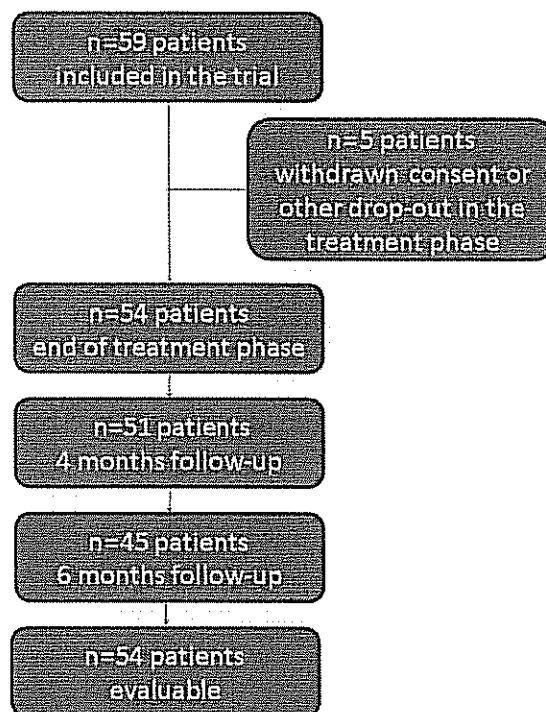 n=59 patients
included in the trial
n=5 patients
withdrawn consent or
other drop-out in the
treatment phase
n=54 patients
end of treatment phase
n=51 patients
4 months follow-up
n=45 patients
6 months follow-up
n=54 patients
evaluable